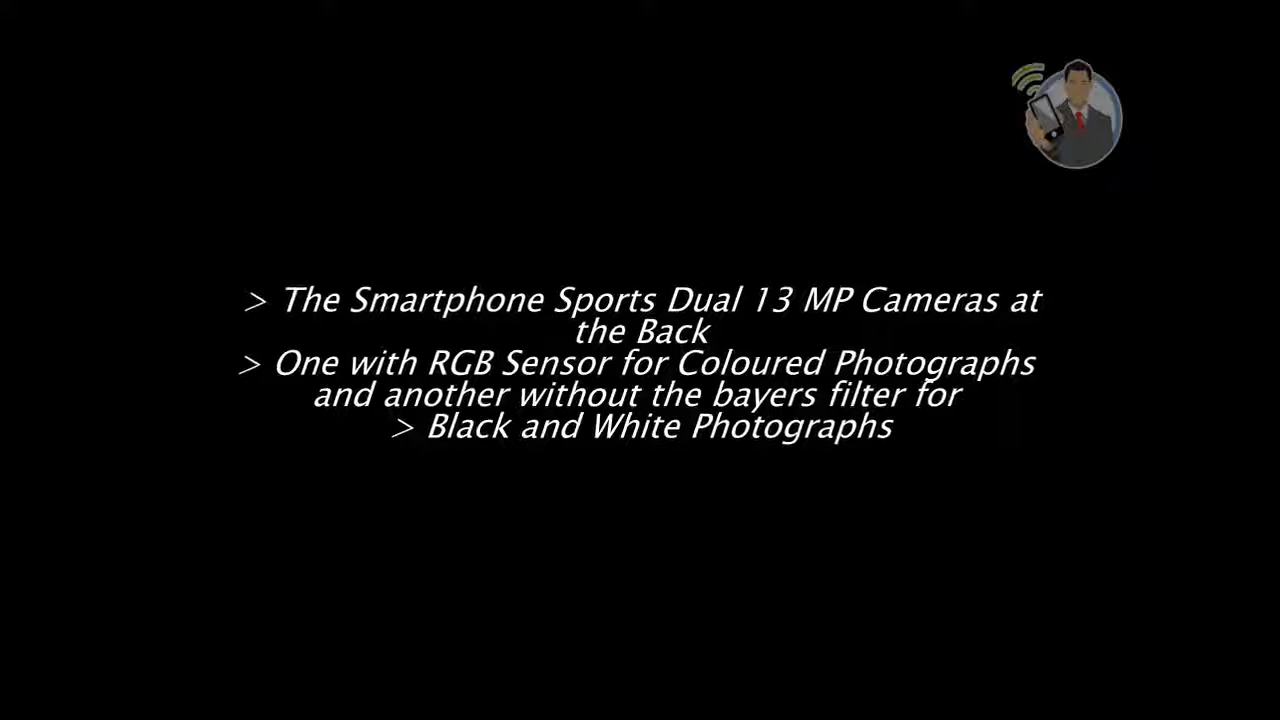 > The Smartphone Sports Dual 13 MP Cameras at
the Back
> One with RGB Sensor for Coloured Photographs
and another without the bayers filter for
> Black and White Photographs